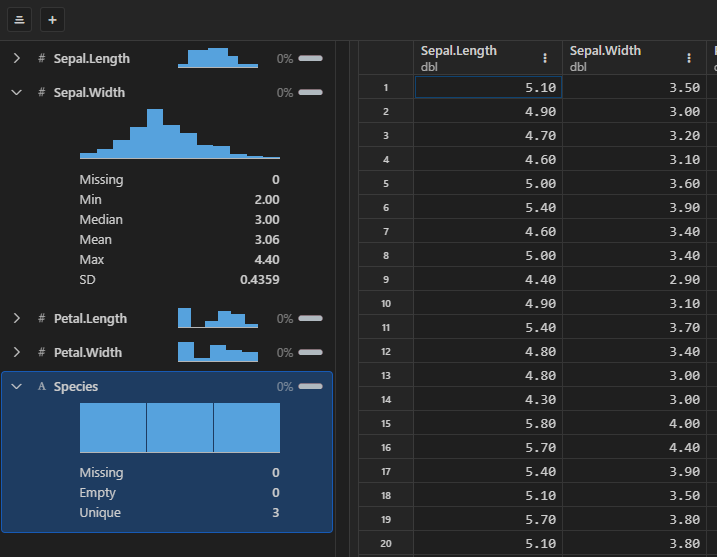 # Sepal.Length 0%
# Sepal.Width 0%
Missing 0
Min 2.00
Median 3.00
Mean 3.06
Max 4.40
SD 0.4359
# Petal.Length 0%
# Petal.Width 0%
A Species 0%
Missing 0
Empty 0
Unique 3
Sepal.Length Sepal.Width
dbl dbl
1 5.10 3.50
2 4.90 3.00
3 4.70 3.20
4 4.60 3.10
5 5.00 3.60
6 5.40 3.90
7 4.60 3.40
8 5.00 3.40
9 4.40 2.90
10 4.90 3.10
11 5.40 3.70
12 4.80 3.40
13 4.80 3.00
14 4.30 3.00
15 5.80 4.00
16 5.70 4.40
17 5.40 3.90
18 5.10 3.50
19 5.70 3.80
20 5.10 3.80